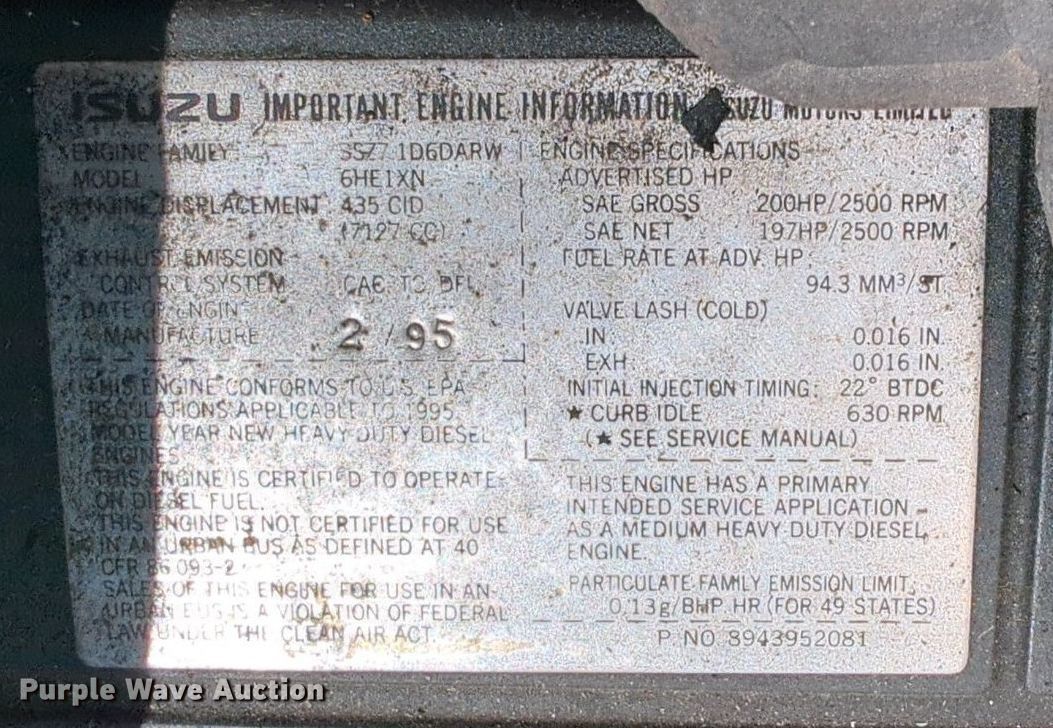 ISUZU IMPORTANT ENGINE INFORMATION ISUZU MOTORS LIMITED
ENGINE FAMILY 1D6DARW
MODEL 6HE1XN
ENGINE DISPLACEMENT 435 CID
(7127 CC)
EXHAUST EMISSION
CONTROL SYSTEM
DATE OF ENGINE
MANUFACTURE 2 / 95
THIS ENGINE CONFORMS TO U.S. EPA
REGULATIONS APPLICABLE TO 1995
MODEL YEAR NEW HEAVY DUTY DIESEL
ENGINES
THIS ENGINE IS CERTIFIED TO OPERATE
ON DIESEL FUEL.
THIS ENGINE IS NOT CERTIFIED FOR USE
IN AN URBAN BUS AS DEFINED AT 40
CFR 86 093-2
SALES OF THIS ENGINE FOR USE IN AN
URBAN BUS IS A VIOLATION OF FEDERAL
LAW UNDER THE CLEAN AIR ACT.
ENGINE SPECIFICATIONS
ADVERTISED HP
SAE GROSS 200HP/2500 RPM
SAE NET 197HP/2500 RPM
FUEL RATE AT ADV. HP:
94.3 MM³/ST
VALVE LASH (COLD)
IN 0.016 IN.
EXH 0.016 IN.
INITIAL INJECTION TIMING: 22° BTDC
★ CURB IDLE 630 RPM
(★ SEE SERVICE MANUAL)
THIS ENGINE HAS A PRIMARY
INTENDED SERVICE APPLICATION
AS A MEDIUM HEAVY DUTY DIESEL
ENGINE.
PARTICULATE FAMILY EMISSION LIMIT
0.13g/BHP HR (FOR 49 STATES)
P NO. 8943952081
Purple Wave Auction